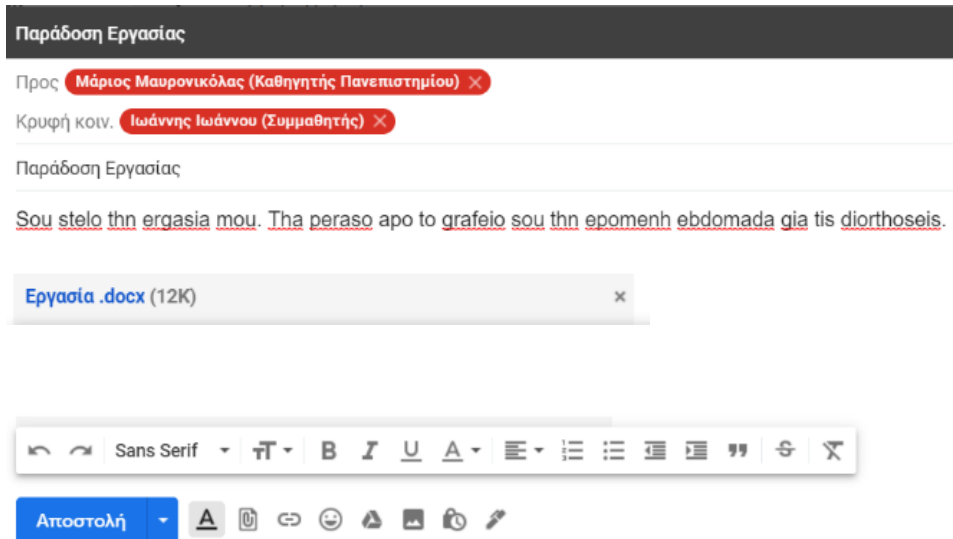 Παράδοση Εργασίας
Προς Μάριος Μαυρονικόλας (Καθηγητής Πανεπιστημίου) ×
Κρυφή κοιν. Ιωάννης Ιωάννου (Συμμαθητής) ×
Παράδοση Εργασίας
Sou stelo thn ergasia mou. Tha peraso apo to grafeio sou thn epomenh ebdomada gia tis diorthoseis.
Εργασία .docx (12K) ×
Sans Serif
Αποστολή